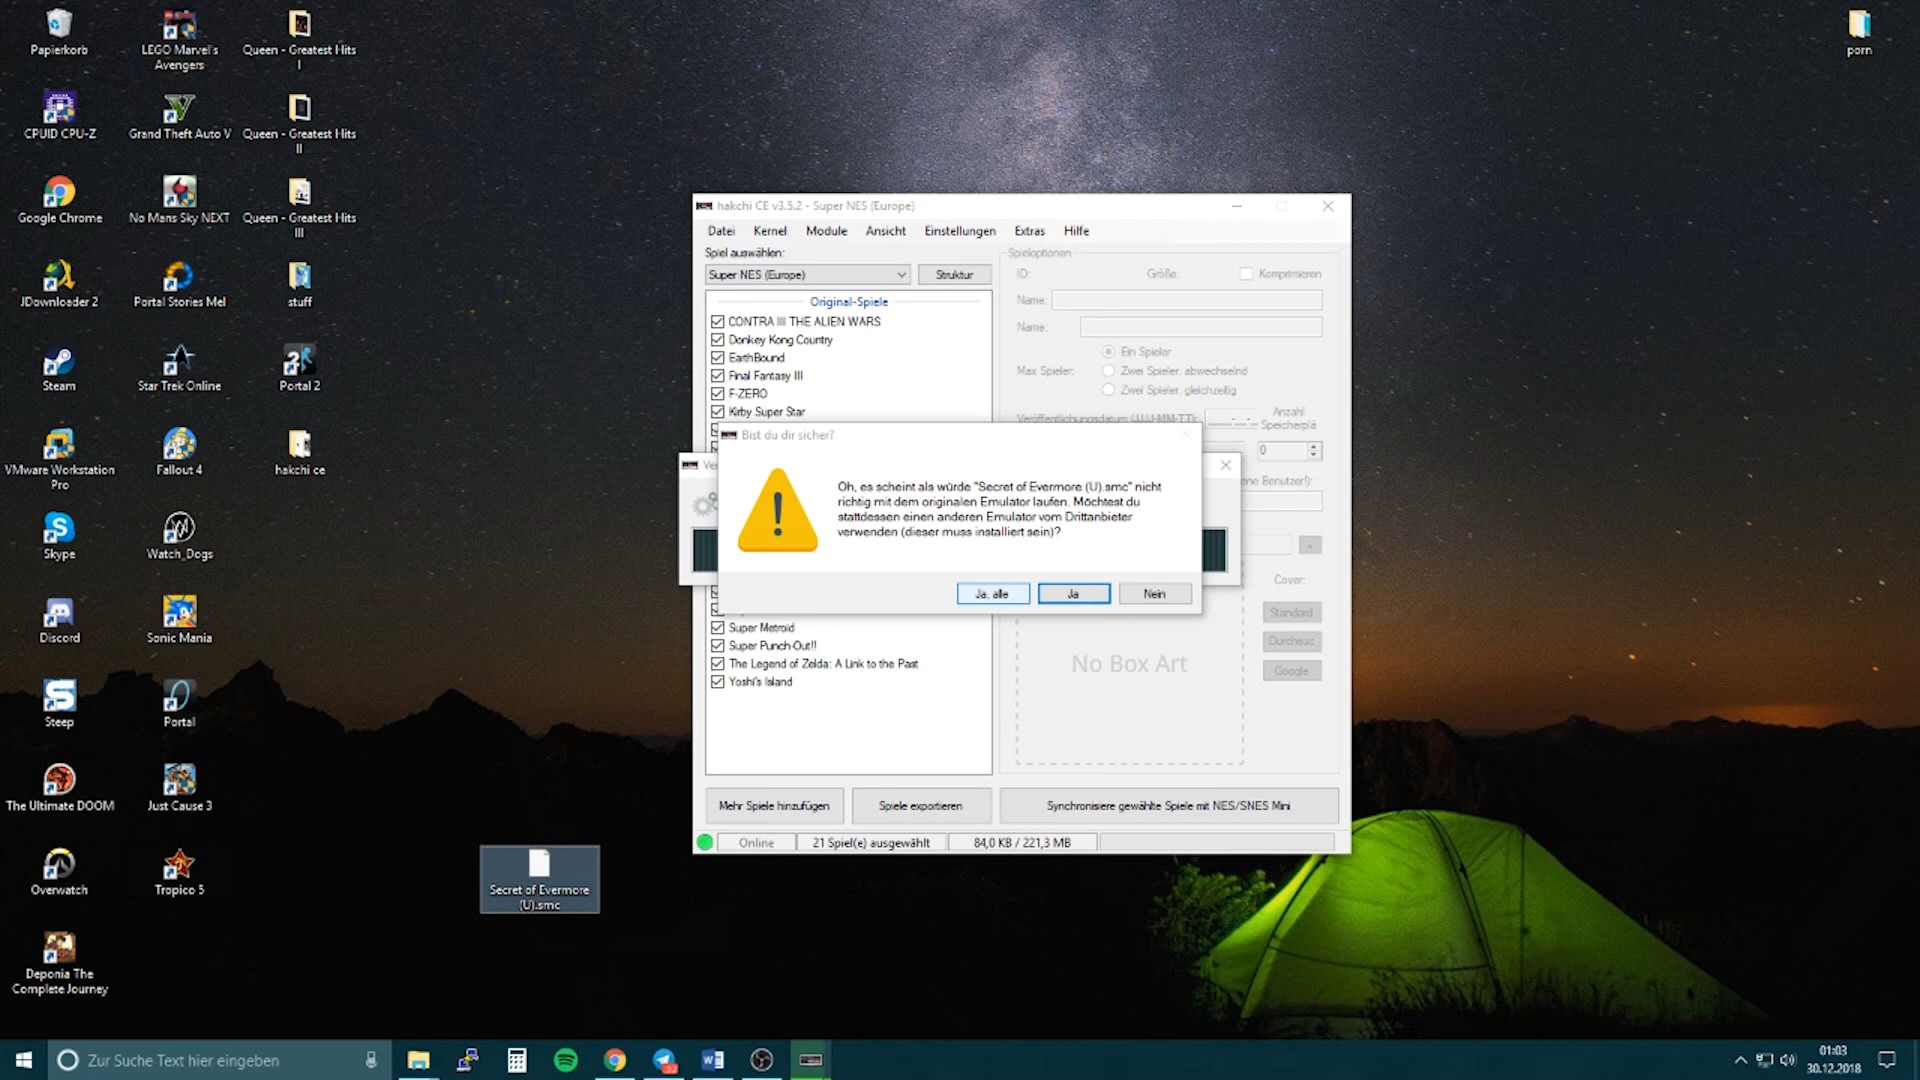 Papierkorb
LEGO Marvel's
Avengers
Queen - Greatest Hits
I
porn
CPUID CPU-Z
Grand Theft Auto V
Queen - Greatest Hits
II
Google Chrome
No Mans Sky NEXT
Queen - Greatest Hits
III
JDownloader 2
Portal Stories Mel
stuff
Steam
Star Trek Online
Portal 2
VMware Workstation
Pro
Fallout 4
hakchi ce
Skype
Watch_Dogs
Discord
Sonic Mania
Steep
Portal
The Ultimate DOOM
Just Cause 3
Overwatch
Tropico 5
Deponia The
Complete Journey
Secret of Evermore
(U).smc
hakchi CE v3.5.2 - Super NES (Europe)
Datei Kernel Module Ansicht Einstellungen Extras Hilfe
Spiel auswählen:
Super NES (Europe)
Struktur
Original-Spiele
CONTRA III THE ALIEN WARS
Donkey Kong Country
EarthBound
Final Fantasy III
F-ZERO
Kirby Super Star
Super Metroid
Super Punch-Out!!
The Legend of Zelda: A Link to the Past
Yoshi's Island
Spieloptionen
ID: Größe: Komprimieren
Name:
Name:
Max Spieler:
Ein Spieler
Zwei Spieler, abwechselnd
Zwei Spieler, gleichzeitig
Veröffentlichungsdatum (JJJJ-MM-TT):
Anzahl
Speicherplä
0
ene Benutzer!):
+
Cover:
Standard
Durchsuc
Google
No Box Art
Ver
Bist du dir sicher?
Oh, es scheint als würde "Secret of Evermore (U).smc" nicht
richtig mit dem originalen Emulator laufen. Möchtest du
stattdessen einen anderen Emulator vom Drittanbieter
verwenden (dieser muss installiert sein)?
Ja, alle
Ja
Nein
Mehr Spiele hinzufügen
Spiele exportieren
Synchronisiere gewählte Spiele mit NES/SNES Mini
Online
21 Spiel(e) ausgewählt
84,0 KB / 221,3 MB
Zur Suche Text hier eingeben
01:03
30.12.2018